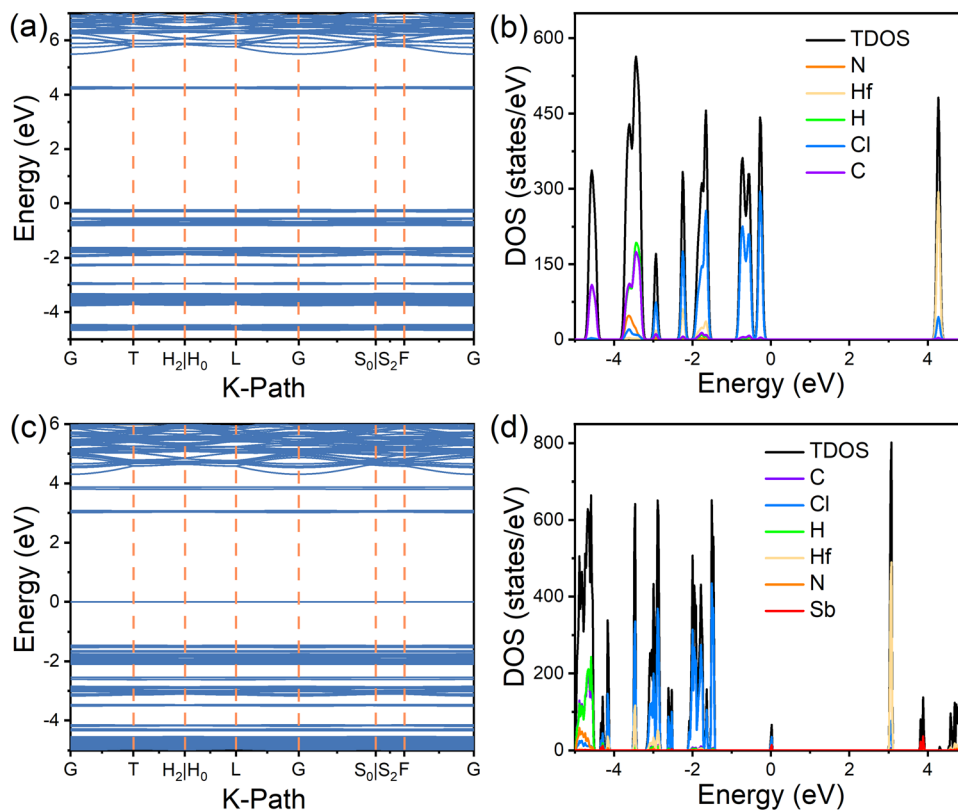 (a)
Energy (eV)
6
4
2
0
-2
-4
G T H₂|H₀ L G S₀|S₂ F G
K-Path
(b)
DOS (states/eV)
600
450
300
150
0
TDOS
N
Hf
H
Cl
C
-4 -2 0 2 4
Energy (eV)
(c)
Energy (eV)
6
4
2
0
-2
-4
G T H₂|H₀ L G S₀|S₂ F G
K-Path
(d)
DOS (states/eV)
800
600
400
200
0
TDOS
C
Cl
H
Hf
N
Sb
-4 -2 0 2 4
Energy (eV)